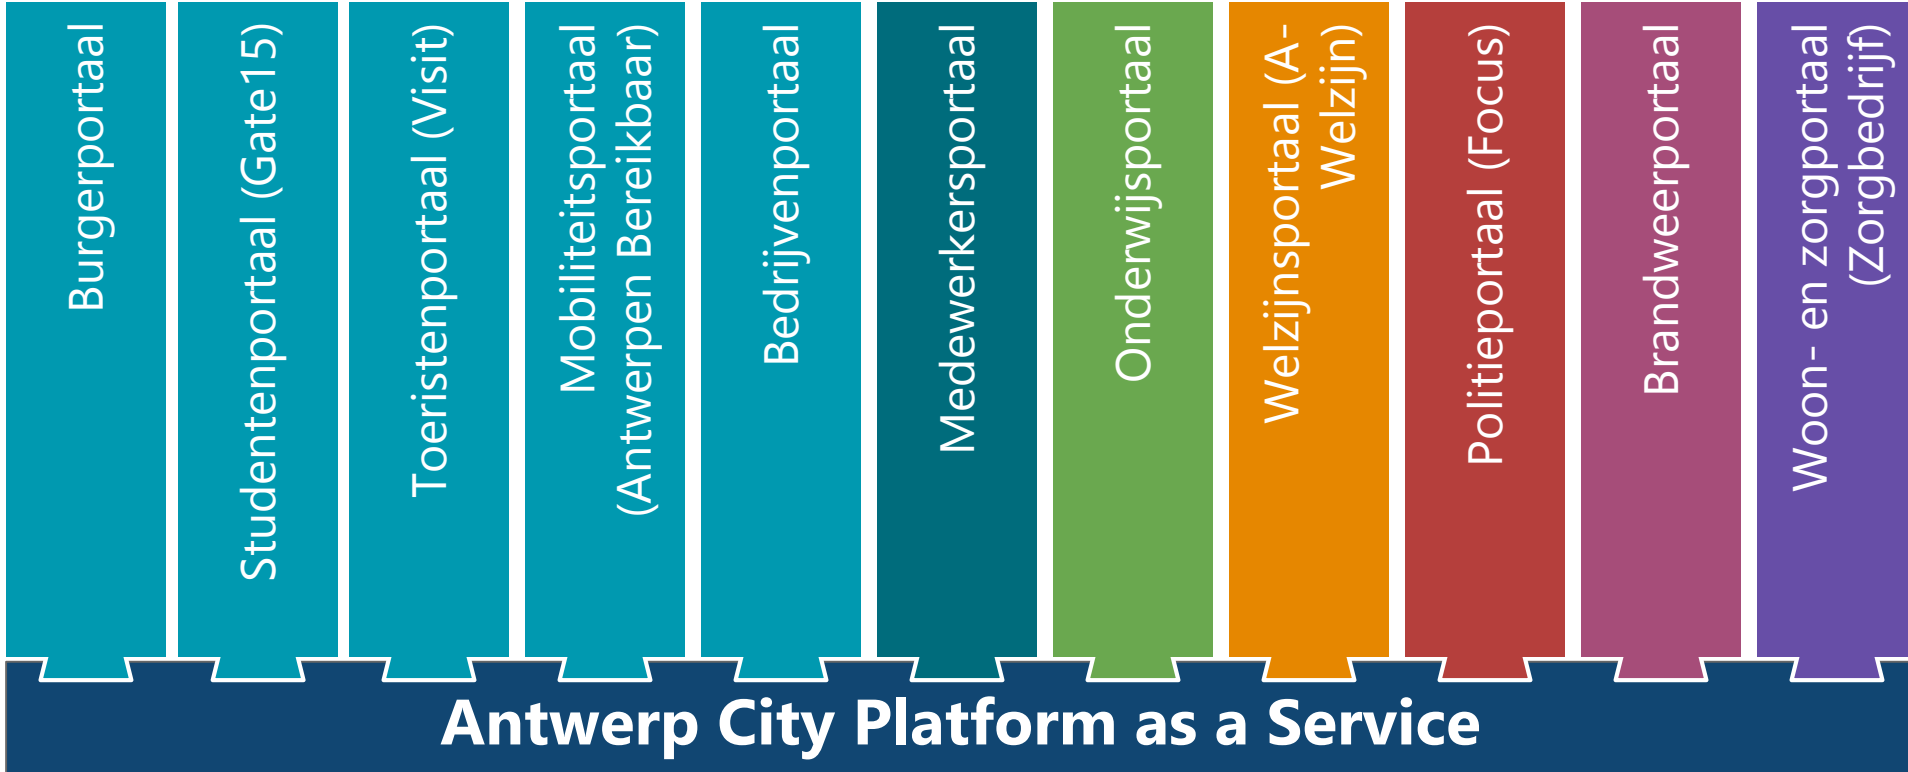 Burgerportaal
Studentenportaal (Gate15)
Toeristenportaal (Visit)
Mobiliteitsportaal
(Antwerpen Bereikbaar)
Bedrijvenportaal
Medewerkersportaal
Onderwijsportaal
Welzijnsportaal (A-
Welzijn)
Politieportaal (Focus)
Brandweerportaal
Woon- en zorgportaal
(Zorgbedrijf)
Antwerp City Platform as a Service